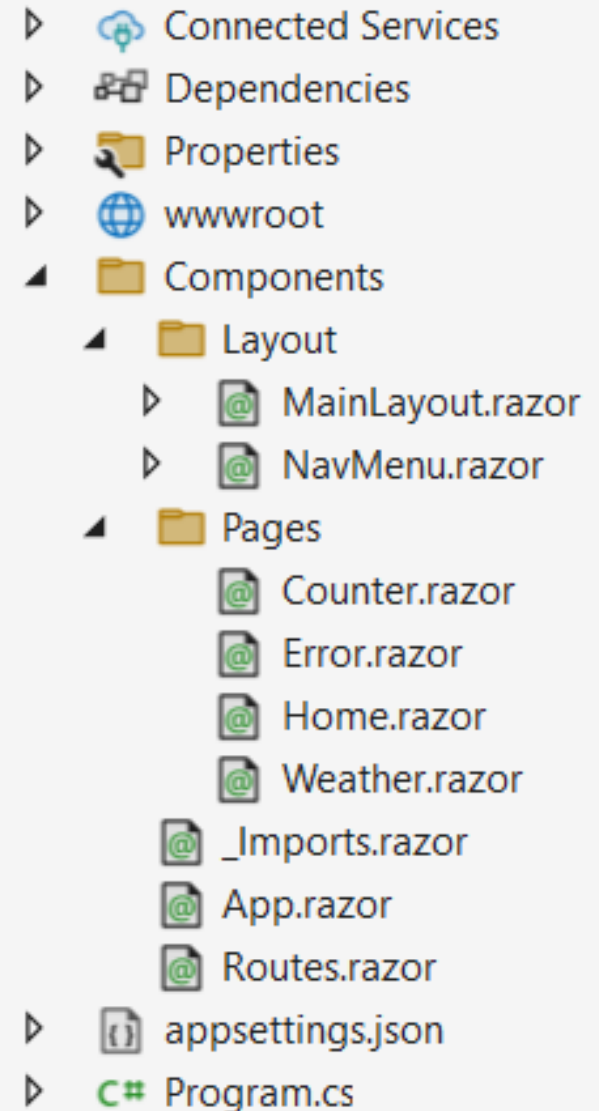 Connected Services
Dependencies
Properties
wwwroot
Components
Layout
MainLayout.razor
NavMenu.razor
Pages
Counter.razor
Error.razor
Home.razor
Weather.razor
_Imports.razor
App.razor
Routes.razor
appsettings.json
C# Program.cs